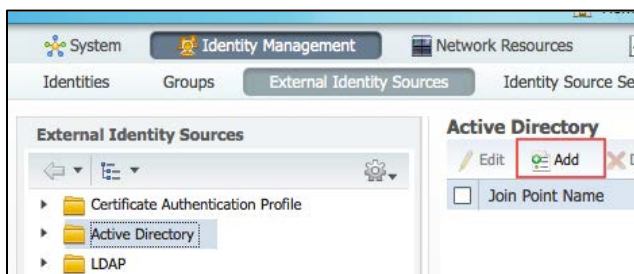 System
Identity Management
Network Resources
Identities
Groups
External Identity Sources
Identity Source Se
External Identity Sources
Certificate Authentication Profile
Active Directory
LDAP
Active Directory
Edit
Add
Join Point Name